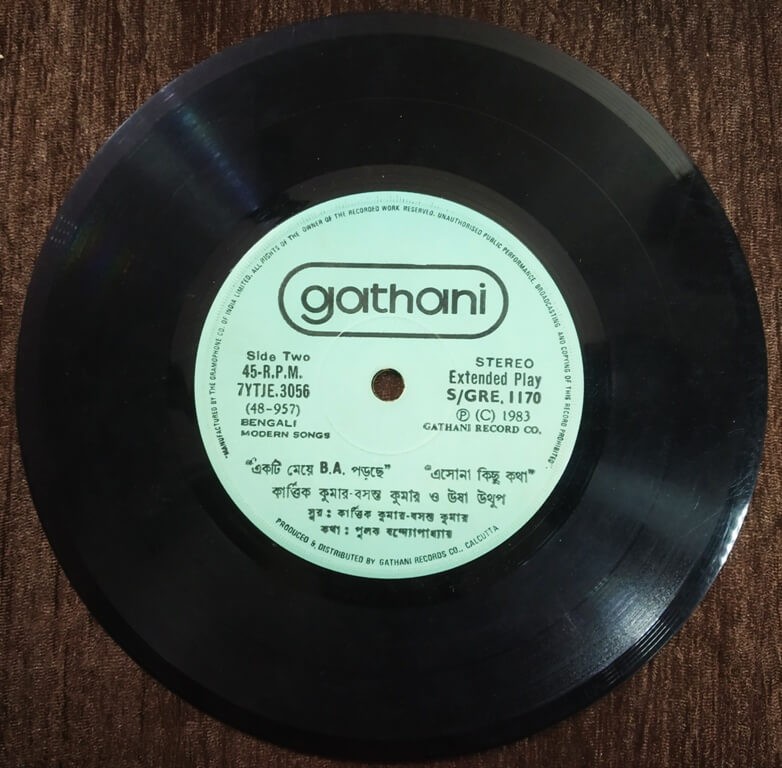 MANUFACTURED BY THE GRAMOPHONE CO. OF INDIA LIMITED. ALL RIGHTS OF THE OWNER OF THE RECORDED WORK RESERVED. UNAUTHORISED PUBLIC PERFORMANCE, BROADCASTING AND COPYING OF THIS RECORD PROHIBITED.
gathani
Side Two
45-R.P.M.
7YTJE.3056
(48-957)
BENGALI
MODERN SONGS
STEREO
Extended Play
S/GRE. 1170
Ⓟ (C) 1983
GATHANI RECORD CO.
"একটি মেয়ে B.A. পড়ছে" "এসোনা কিছু কথা"
কার্ত্তিক কুমার-বসন্ত কুমার ও উষা উথুপ
সুর : কার্ত্তিক কুমার-বসন্ত কুমার
কথা : পুলক বন্দ্যোপাধ্যায়
PRODUCED & DISTRIBUTED BY GATHANI RECORDS CO., CALCUTTA